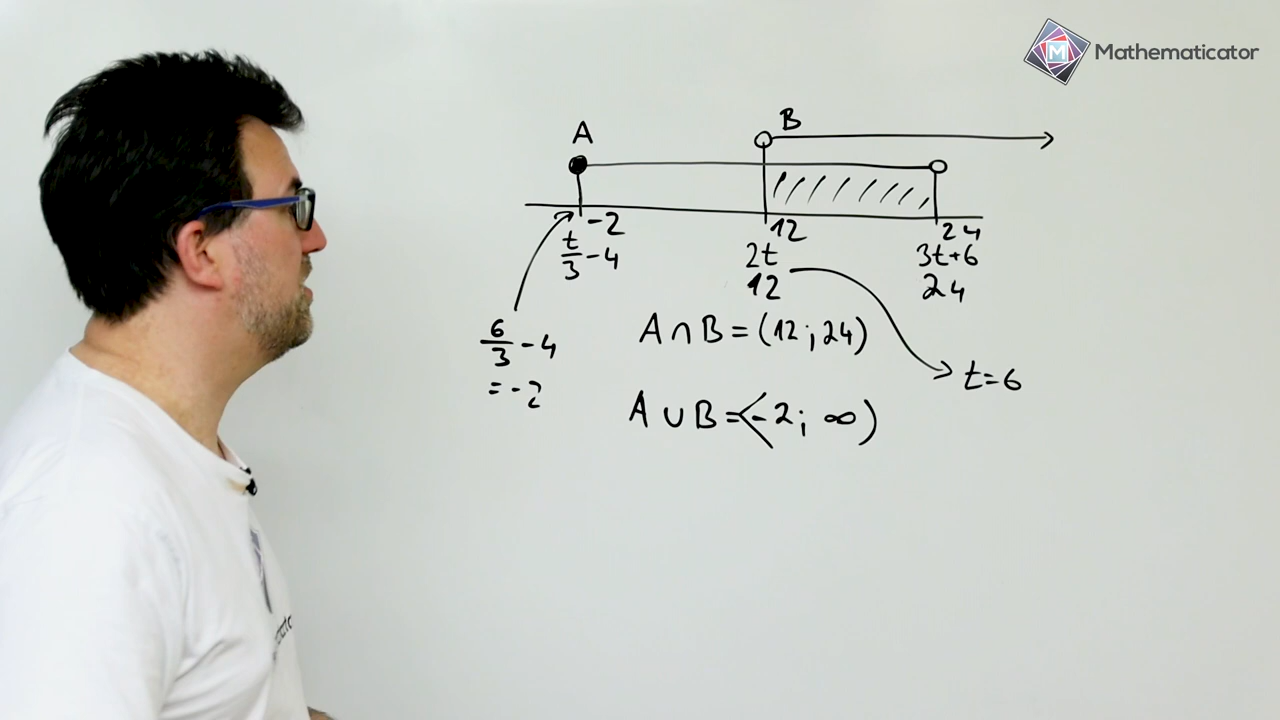 M Mathematicator
B
A
-2 12 24
t/3 - 4 2t 3t+6
12 24
6/3 - 4
= -2
A ∩ B = (12 ; 24)
t = 6
A ∪ B = <-2 ; ∞)